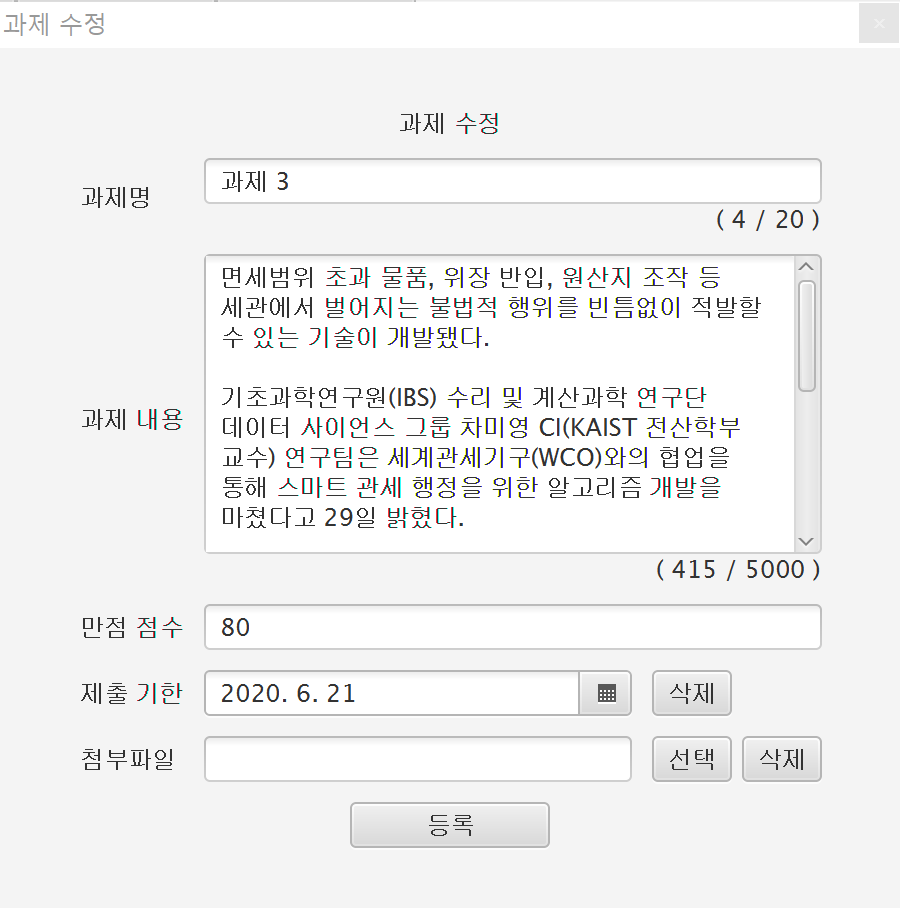 과제 수정
과제 수정
과제명
과제 3
( 4 / 20 )
과제 내용
면세범위 초과 물품, 위장 반입, 원산지 조작 등
세관에서 벌어지는 불법적 행위를 빈틈없이 적발할
수 있는 기술이 개발됐다.
기초과학연구원(IBS) 수리 및 계산과학 연구단
데이터 사이언스 그룹 차미영 CI(KAIST 전산학부
교수) 연구팀은 세계관세기구(WCO)와의 협업을
통해 스마트 관세 행정을 위한 알고리즘 개발을
마쳤다고 29일 밝혔다.
( 415 / 5000 )
만점 점수
80
제출 기한
2020. 6. 21
삭제
첨부파일
선택
삭제
등록